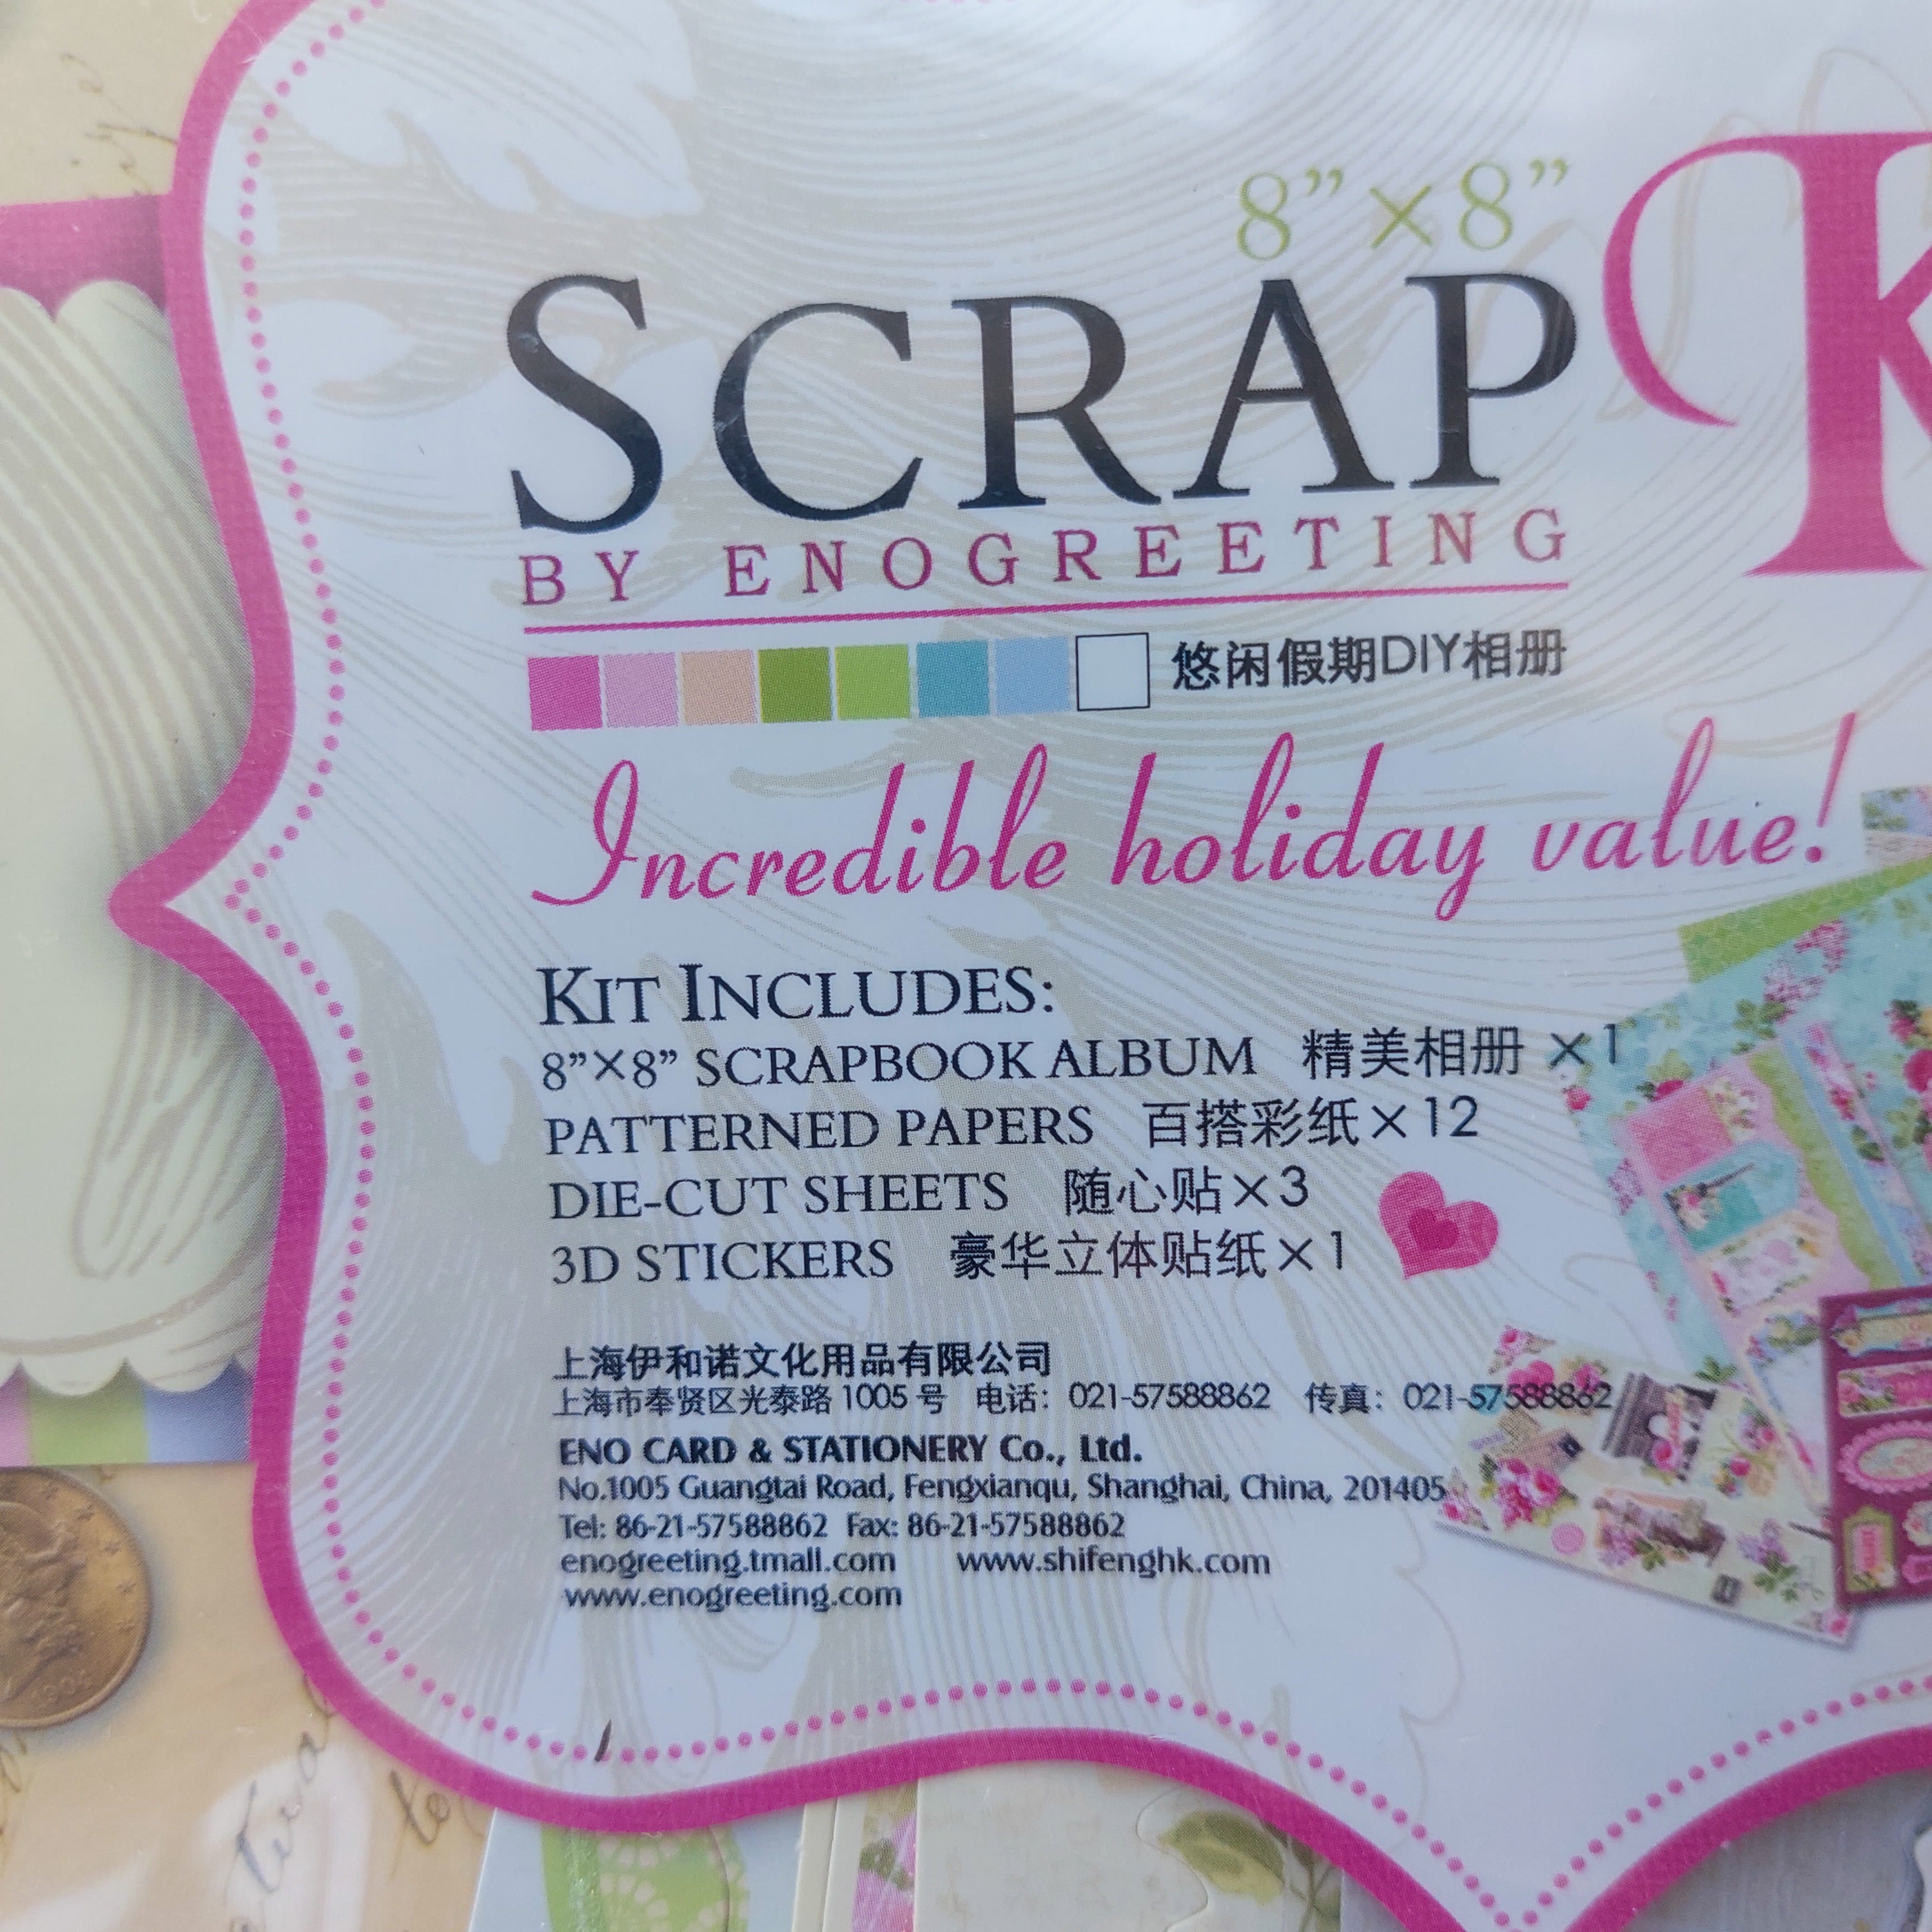 8”×8”
SCRAP K
BY ENOGREETING
悠闲假期DIY相册
Incredible holiday value!
KIT INCLUDES:
8”×8” SCRAPBOOK ALBUM 精美相册 ×1
PATTERNED PAPERS 百搭彩纸×12
DIE-CUT SHEETS 随心贴×3
3D STICKERS 豪华立体贴纸×1
上海伊和诺文化用品有限公司
上海市奉贤区光泰路 1005 号 电话：021-57588862 传真：021-57588862
ENO CARD & STATIONERY Co., Ltd.
No.1005 Guangtai Road, Fengxianqu, Shanghai, China, 201405
Tel: 86-21-57588862 Fax: 86-21-57588862
enogreeting.tmall.com www.shifenghk.com
www.enogreeting.com
1904
to